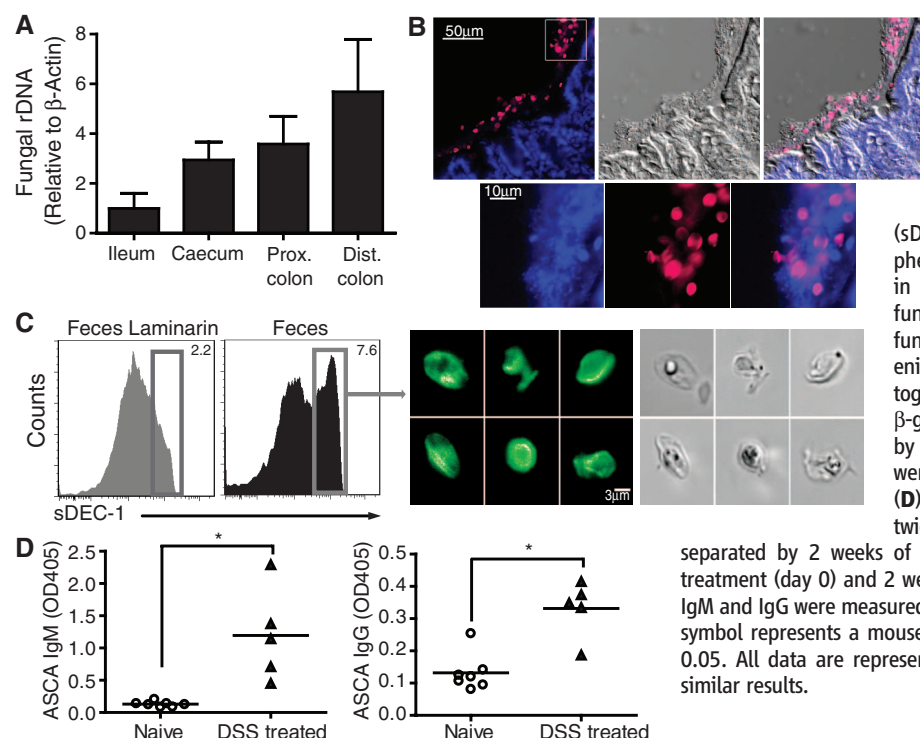 A
Fungal rDNA
(Relative to β-Actin)
8
6
4
2
0
Ileum
Caecum
Prox.
colon
Dist.
colon
B
50μm
10μm
C
Feces Laminarin
2.2
Feces
7.6
Counts
sDEC-1
3μm
(sD
phe
in
fun
fun
eni
tog
β-g
by
wer
(D)
twi
separated by 2 weeks of
treatment (day 0) and 2 we
IgM and IgG were measured
symbol represents a mouse
0.05. All data are represen
similar results.
D
ASCA IgM (OD405)
2.5
2.0
1.5
1.0
0.5
0.0
*
Naive
DSS treated
ASCA IgG (OD405)
0.5
0.4
0.3
0.2
0.1
0.0
*
Naive
DSS treated